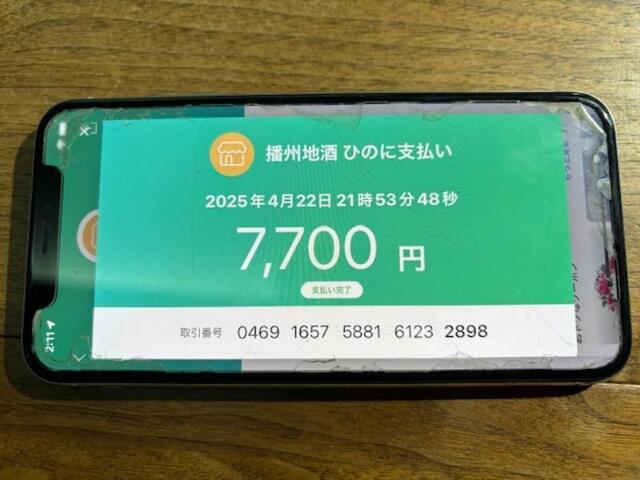 播州地酒 ひのに支払い
2025年4月22日 21時53分48秒
7,700 円
支払い完了
取引番号 0469 1657 5881 6123 2898
2:11